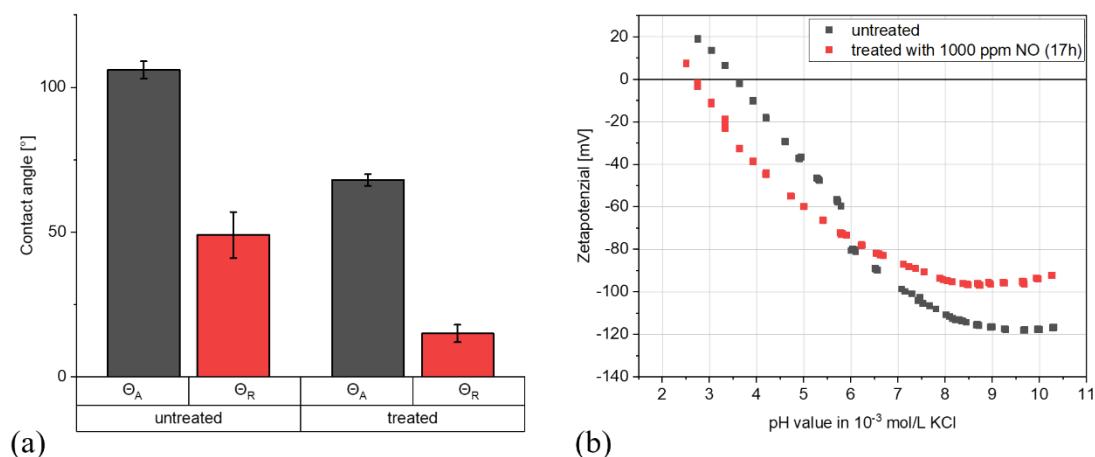 Contact angle [°]
100
50
0
Θ_A Θ_R Θ_A Θ_R
untreated treated
(a)
untreated
treated with 1000 ppm NO (17h)
Zetapotenzial [mV]
20
0
-20
-40
-60
-80
-100
-120
-140
2 3 4 5 6 7 8 9 10 11
pH value in 10⁻³ mol/L KCl
(b)